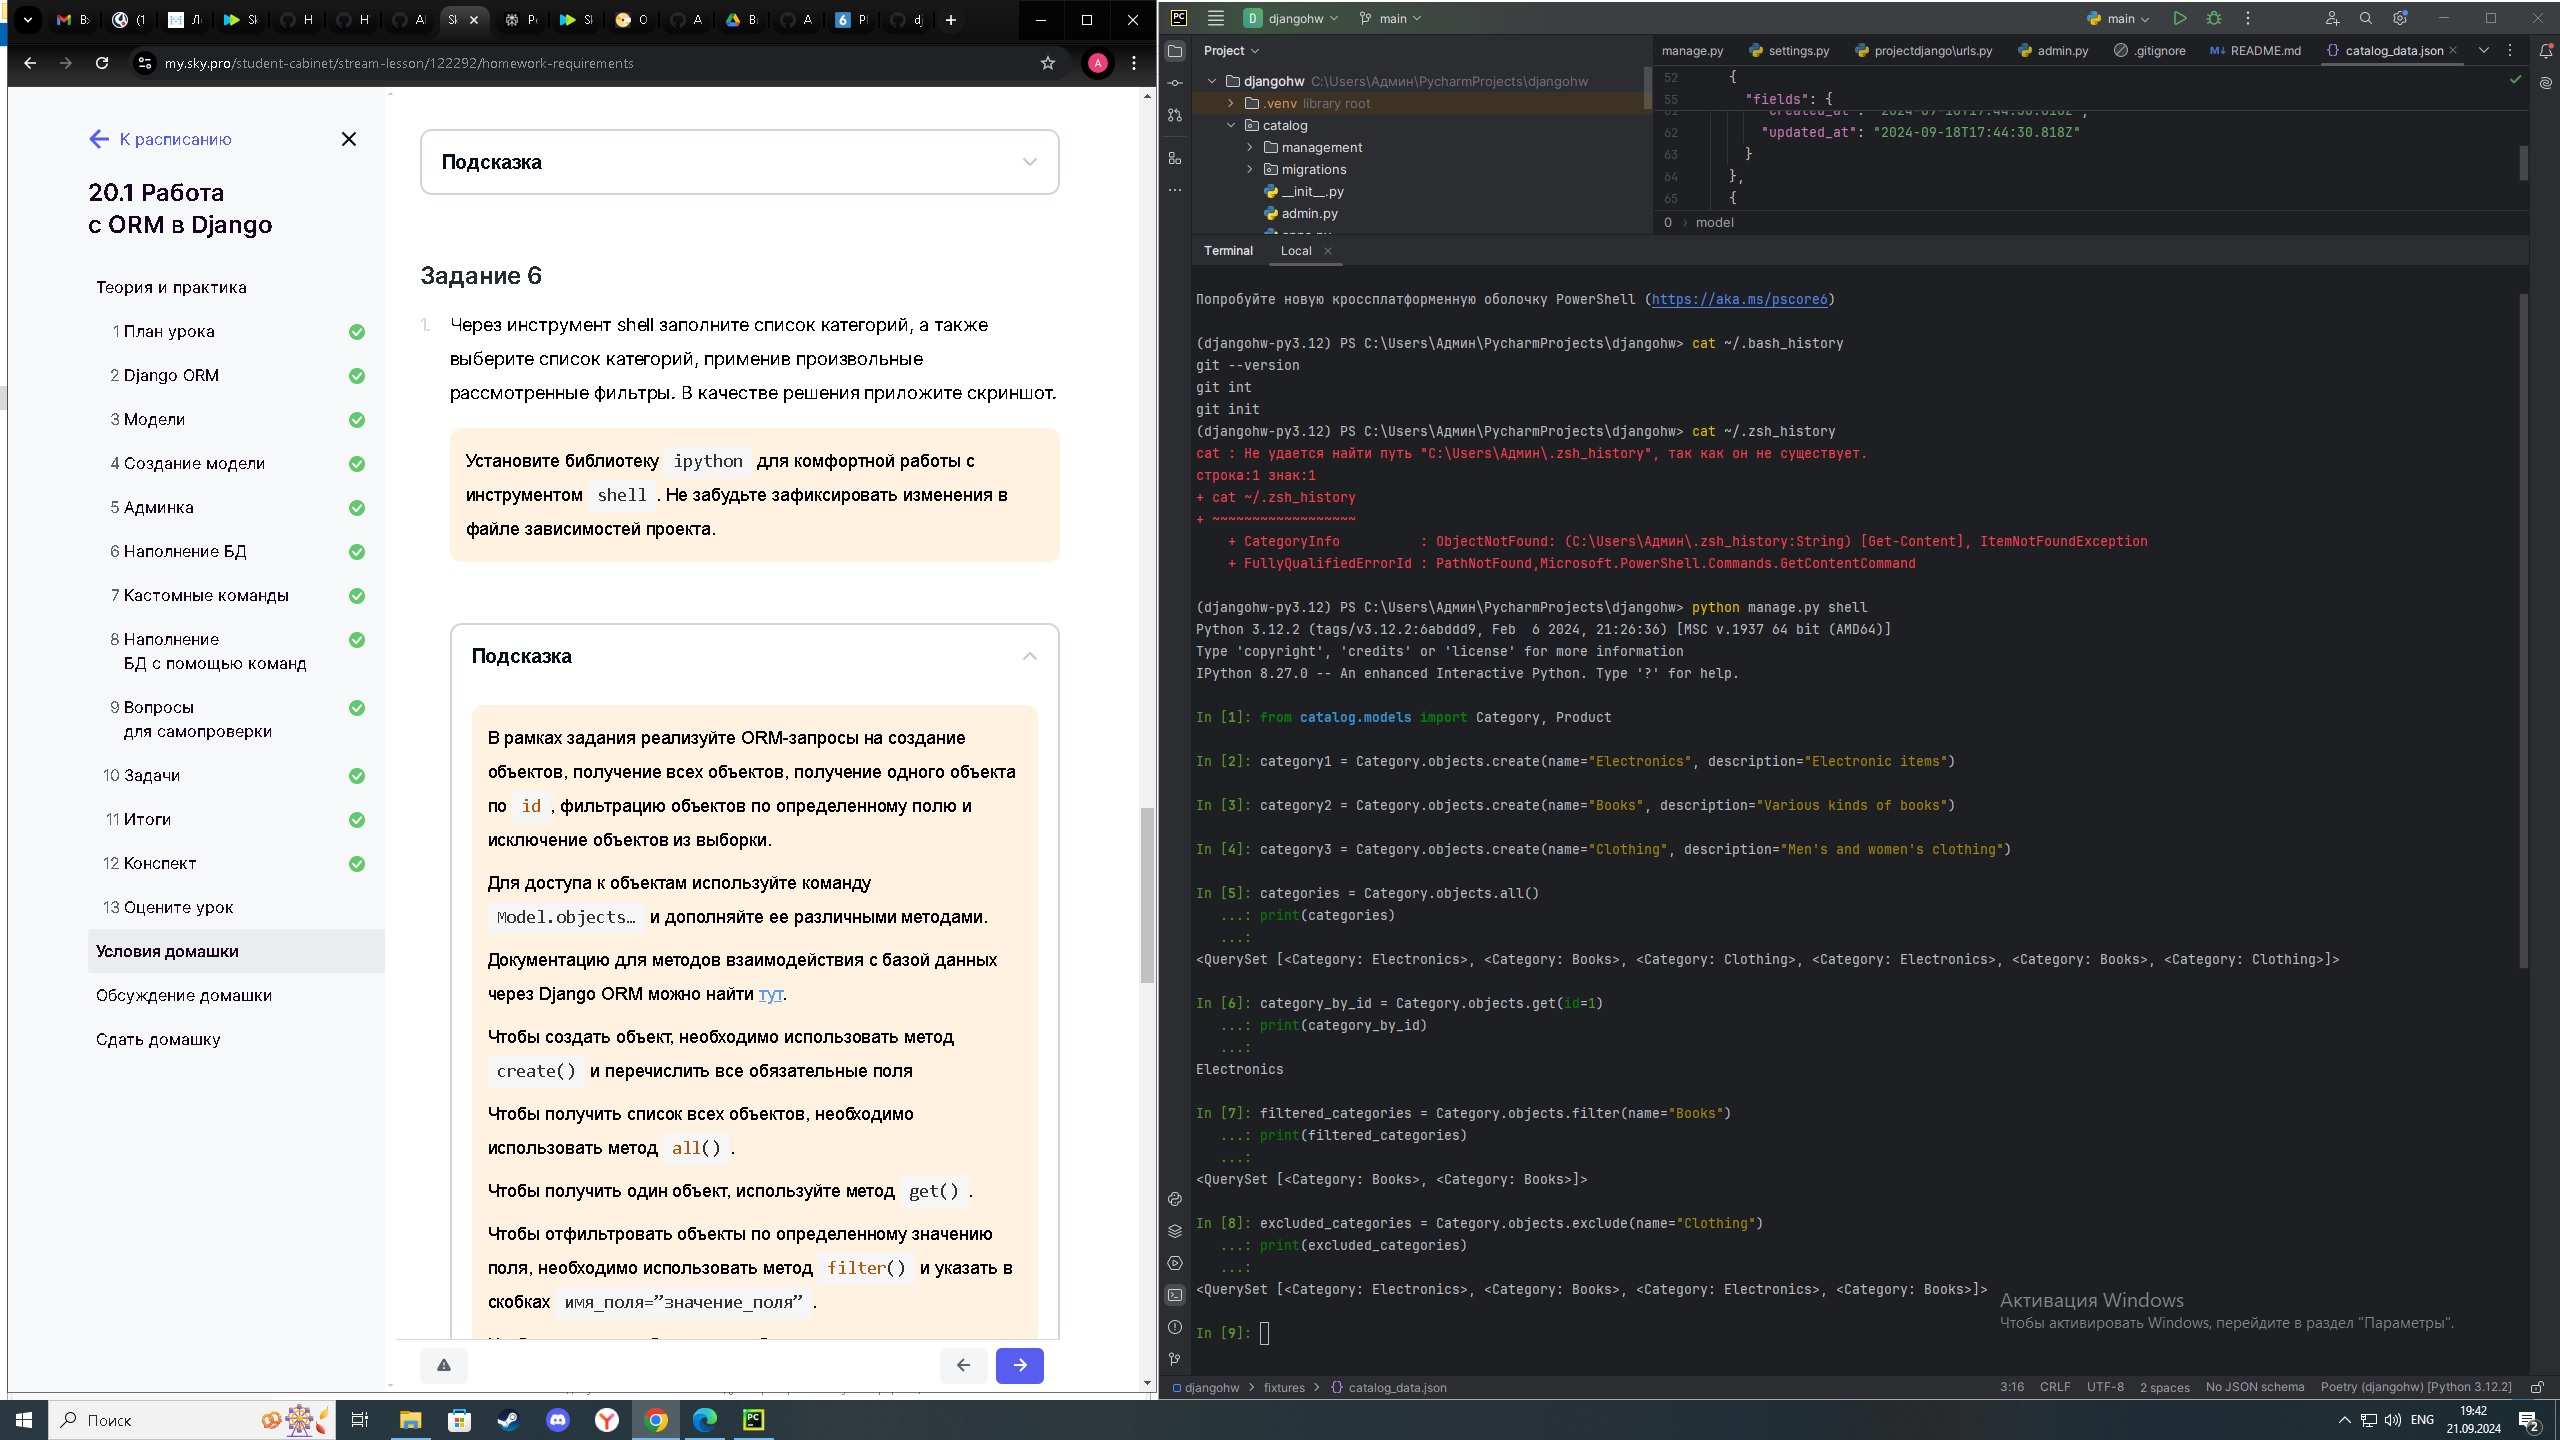 my.sky.pro/student-cabinet/stream-lesson/122292/homework-requirements
К расписанию
20.1 Работа
с ORM в Django
Теория и практика
1 План урока
2 Django ORM
3 Модели
4 Создание модели
5 Админка
6 Наполнение БД
7 Кастомные команды
8 Наполнение
БД с помощью команд
9 Вопросы
для самопроверки
10 Задачи
11 Итоги
12 Конспект
13 Оцените урок
Условия домашки
Обсуждение домашки
Сдать домашку
Подсказка
Задание 6
1. Через инструмент shell заполните список категорий, а также
выберите список категорий, применив произвольные
рассмотренные фильтры. В качестве решения приложите скриншот.
Установите библиотеку ipython для комфортной работы с
инструментом shell . Не забудьте зафиксировать изменения в
файле зависимостей проекта.
Подсказка
В рамках задания реализуйте ORM-запросы на создание
объектов, получение всех объектов, получение одного объекта
по id , фильтрацию объектов по определенному полю и
исключение объектов из выборки.
Для доступа к объектам используйте команду
Model.objects… и дополняйте ее различными методами.
Документацию для методов взаимодействия с базой данных
через Django ORM можно найти тут.
Чтобы создать объект, необходимо использовать метод
create() и перечислить все обязательные поля
Чтобы получить список всех объектов, необходимо
использовать метод all() .
Чтобы получить один объект, используйте метод get() .
Чтобы отфильтровать объекты по определенному значению
поля, необходимо использовать метод filter() и указать в
скобках имя_поля=”значение_поля” .
PC D djangohw main main
Project
djangohw C:\Users\Админ\PycharmProjects\djangohw
.venv library root
catalog
management
migrations
__init__.py
admin.py
manage.py settings.py projectdjango\urls.py admin.py .gitignore README.md catalog_data.json
52 {
55 "fields": {
62 "updated_at": "2024-09-18T17:44:30.818Z"
63 }
64 },
65 {
0 > model
Terminal Local
Попробуйте новую кроссплатформенную оболочку PowerShell (https://aka.ms/pscore6)
(djangohw-py3.12) PS C:\Users\Админ\PycharmProjects\djangohw> cat ~/.bash_history
git --version
git int
git init
(djangohw-py3.12) PS C:\Users\Админ\PycharmProjects\djangohw> cat ~/.zsh_history
cat : Не удается найти путь "C:\Users\Админ\.zsh_history", так как он не существует.
строка:1 знак:1
+ cat ~/.zsh_history
+ ~~~~~~~~~~~~~~~~~~
+ CategoryInfo : ObjectNotFound: (C:\Users\Админ\.zsh_history:String) [Get-Content], ItemNotFoundException
+ FullyQualifiedErrorId : PathNotFound,Microsoft.PowerShell.Commands.GetContentCommand
(djangohw-py3.12) PS C:\Users\Админ\PycharmProjects\djangohw> python manage.py shell
Python 3.12.2 (tags/v3.12.2:6abddd9, Feb 6 2024, 21:26:36) [MSC v.1937 64 bit (AMD64)]
Type 'copyright', 'credits' or 'license' for more information
IPython 8.27.0 -- An enhanced Interactive Python. Type '?' for help.
In [1]: from catalog.models import Category, Product
In [2]: category1 = Category.objects.create(name="Electronics", description="Electronic items")
In [3]: category2 = Category.objects.create(name="Books", description="Various kinds of books")
In [4]: category3 = Category.objects.create(name="Clothing", description="Men's and women's clothing")
In [5]: categories = Category.objects.all()
...: print(categories)
...:
<QuerySet [<Category: Electronics>, <Category: Books>, <Category: Clothing>, <Category: Electronics>, <Category: Books>, <Category: Clothing>]>
In [6]: category_by_id = Category.objects.get(id=1)
...: print(category_by_id)
...:
Electronics
In [7]: filtered_categories = Category.objects.filter(name="Books")
...: print(filtered_categories)
...:
<QuerySet [<Category: Books>, <Category: Books>]>
In [8]: excluded_categories = Category.objects.exclude(name="Clothing")
...: print(excluded_categories)
...:
<QuerySet [<Category: Electronics>, <Category: Books>, <Category: Electronics>, <Category: Books>]>
In [9]:
Активация Windows
Чтобы активировать Windows, перейдите в раздел "Параметры".
djangohw > fixtures > catalog_data.json
3:16 CRLF UTF-8 2 spaces No JSON schema Poetry (djangohw) [Python 3.12.2]
Поиск
ENG
19:42
21.09.2024
2